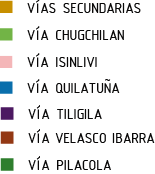 VÍAS SECUNDARIAS
VÍA CHUGCHILAN
VÍA ISINLIVI
VÍA QUILATUÑA
VÍA TILIGILA
VÍA VELASCO IBARRA
VÍA PILACOLA